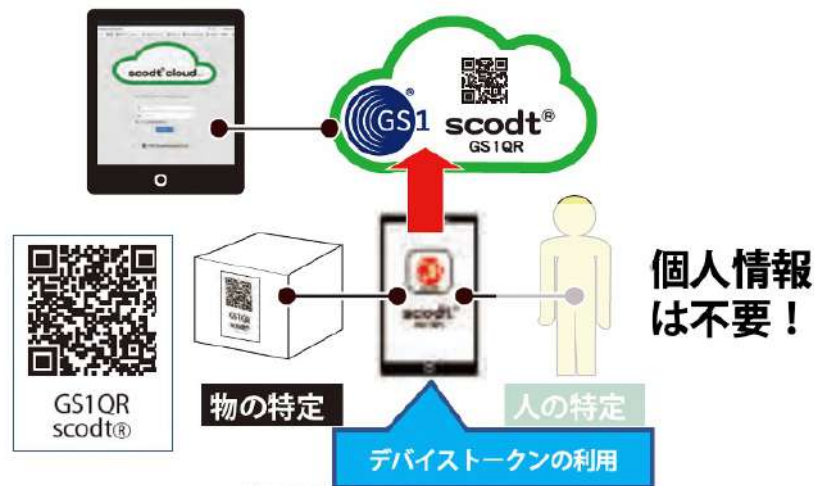 scodt® cloud
GS1®
scodt®
GS1QR
GS1QR
scodt®
GS1QR
scodt®
個人情報
は不要！
物の特定
人の特定
デバイストークンの利用